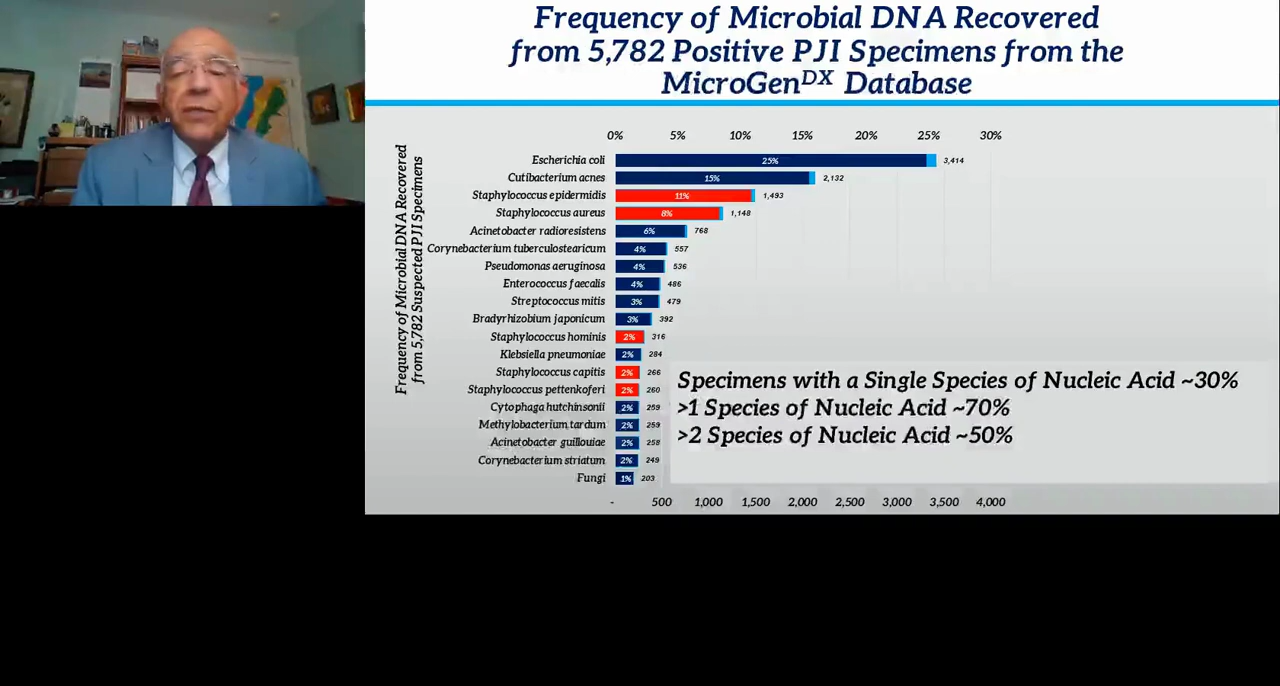 Frequency of Microbial DNA Recovered
from 5,782 Positive PJI Specimens from the
MicroGenDX Database
Frequency of Microbial DNA Recovered
from 5,782 Suspected PJI Specimens
0% 5% 10% 15% 20% 25% 30%
Escherichia coli 25% 3,414
Cutibacterium acnes 15% 2,132
Staphylococcus epidermidis 11% 1,493
Staphylococcus aureus 8% 1,148
Acinetobacter radioresistens 6% 768
Corynebacterium tuberculostearicum 4% 557
Pseudomonas aeruginosa 4% 536
Enterococcus faecalis 4% 486
Streptococcus mitis 3% 479
Bradyrhizobium japonicum 3% 392
Staphylococcus hominis 2% 316
Klebsiella pneumoniae 2% 284
Staphylococcus capitis 2% 266
Staphylococcus pettenkoferi 2% 260
Cytophaga hutchinsonii 2% 259
Methylobacterium tardum 2% 259
Acinetobacter guillouiae 2% 258
Corynebacterium striatum 2% 249
Fungi 1% 203
- 500 1,000 1,500 2,000 2,500 3,000 3,500 4,000
Specimens with a Single Species of Nucleic Acid ~30%
>1 Species of Nucleic Acid ~70%
>2 Species of Nucleic Acid ~50%